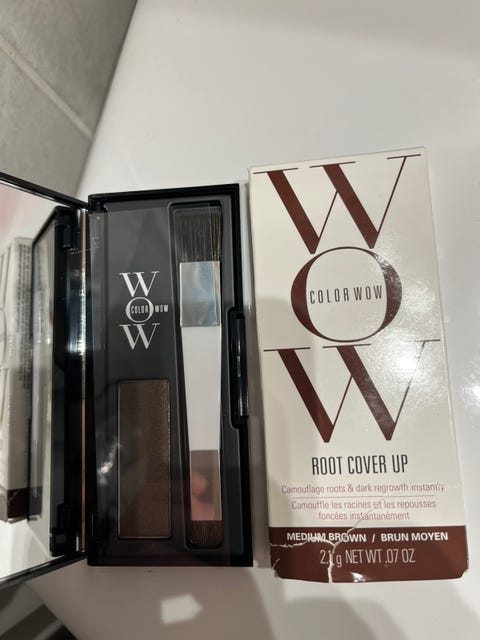 W
COLOR WOW
W
W
COLOR WOW
W
ROOT COVER UP
Camouflage roots & dark regrowth instantly
Camoufle les racines et les repousses
foncées instantanément
MEDIUM BROWN / BRUN MOYEN
2.1 g NET WT .07 OZ